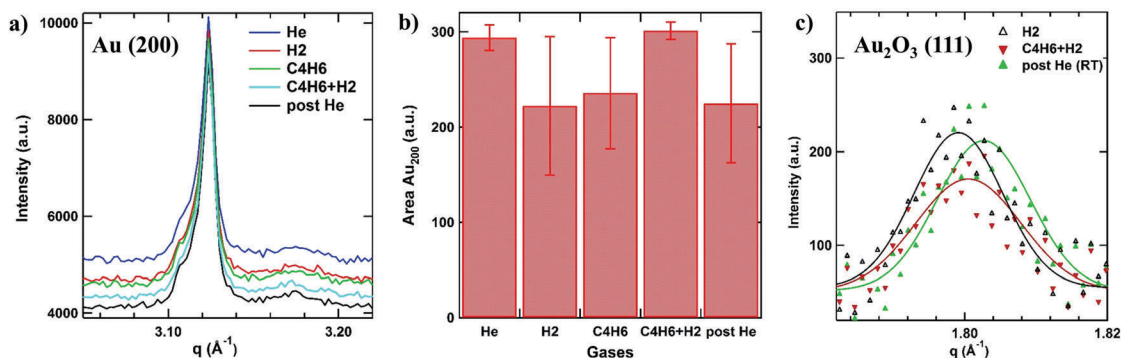 a)
Au (200)
He
H2
C4H6
C4H6+H2
post He
Intensity (a.u.)
10000
8000
6000
4000
3.10
3.20
q (Å⁻¹)
b)
Area Au₂₀₀
300
200
100
0
He
H2
C4H6
C4H6+H2
post He
Gases
c)
Au₂O₃ (111)
H2
C4H6+H2
post He (RT)
Intensity (a.u.)
300
200
100
1.80
1.82
q (Å⁻¹)